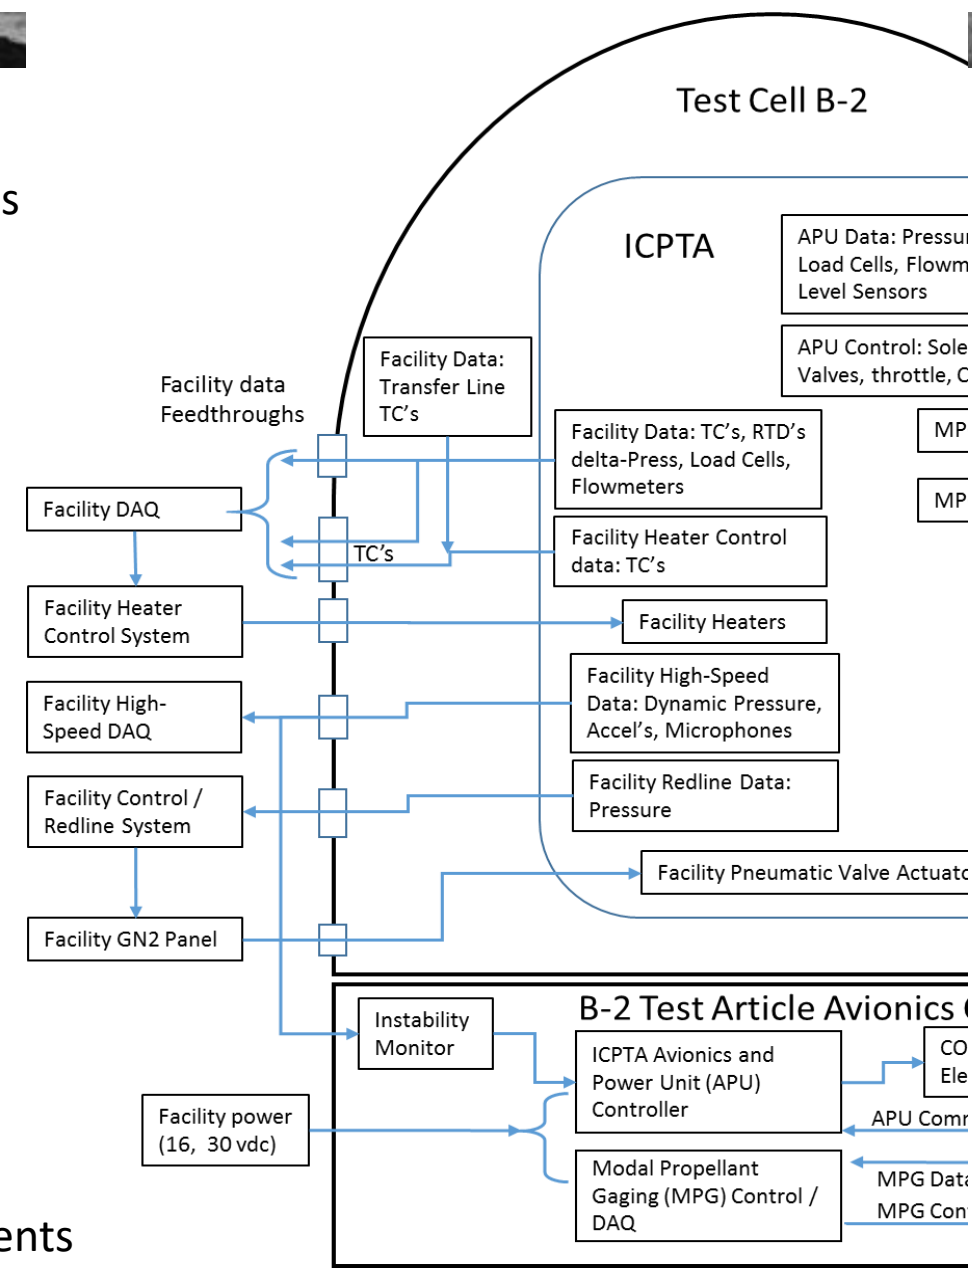 Test Cell B-2
s
ICPTA
APU Data: Pressur
Load Cells, Flowm
Level Sensors
APU Control: Sole
Valves, throttle, C
Facility Data:
Transfer Line
TC's
Facility data
Feedthroughs
Facility Data: TC's, RTD's
delta-Press, Load Cells,
Flowmeters
MP
MP
Facility DAQ
TC's
Facility Heater Control
data: TC's
Facility Heater
Control System
Facility Heaters
Facility High-
Speed DAQ
Facility High-Speed
Data: Dynamic Pressure,
Accel's, Microphones
Facility Control /
Redline System
Facility Redline Data:
Pressure
Facility Pneumatic Valve Actuato
Facility GN2 Panel
B-2 Test Article Avionics
Instability
Monitor
ICPTA Avionics and
Power Unit (APU)
Controller
CO
Ele
Facility power
(16, 30 vdc)
APU Comm
Modal Propellant
Gaging (MPG) Control /
DAQ
MPG Data
MPG Con
ents